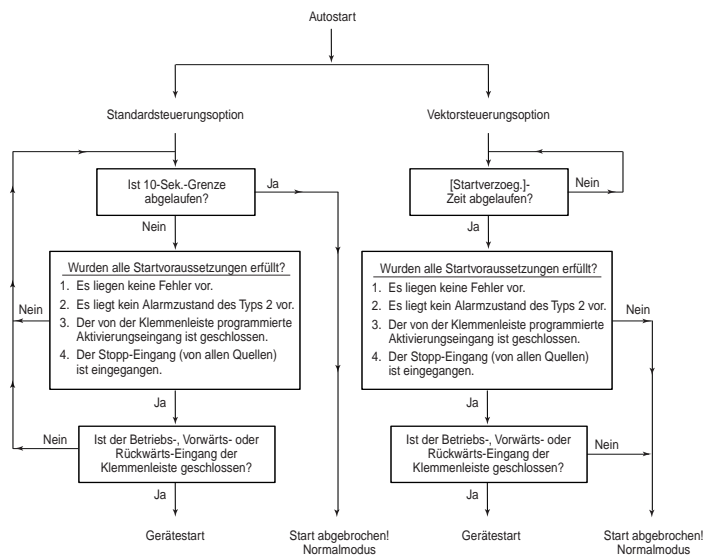 Autostart
Standardsteuerungsoption
Vektorsteuerungsoption
Ist 10-Sek.-Grenze
abgelaufen?
Ja
Nein
[Startverzoeg.]-
Zeit abgelaufen?
Nein
Ja
Wurden alle Startvoraussetzungen erfüllt?
1. Es liegen keine Fehler vor.
2. Es liegt kein Alarmzustand des Typs 2 vor.
3. Der von der Klemmenleiste programmierte
Aktivierungseingang ist geschlossen.
4. Der Stopp-Eingang (von allen Quellen)
ist eingegangen.
Nein
Ja
Wurden alle Startvoraussetzungen erfüllt?
1. Es liegen keine Fehler vor.
2. Es liegt kein Alarmzustand des Typs 2 vor.
3. Der von der Klemmenleiste programmierte
Aktivierungseingang ist geschlossen.
4. Der Stopp-Eingang (von allen Quellen)
ist eingegangen.
Nein
Ja
Ist der Betriebs-, Vorwärts- oder
Rückwärts-Eingang der
Klemmenleiste geschlossen?
Nein
Ja
Ist der Betriebs-, Vorwärts- oder
Rückwärts-Eingang der
Klemmenleiste geschlossen?
Nein
Ja
Gerätestart
Start abgebrochen!
Normalmodus
Gerätestart
Start abgebrochen!
Normalmodus